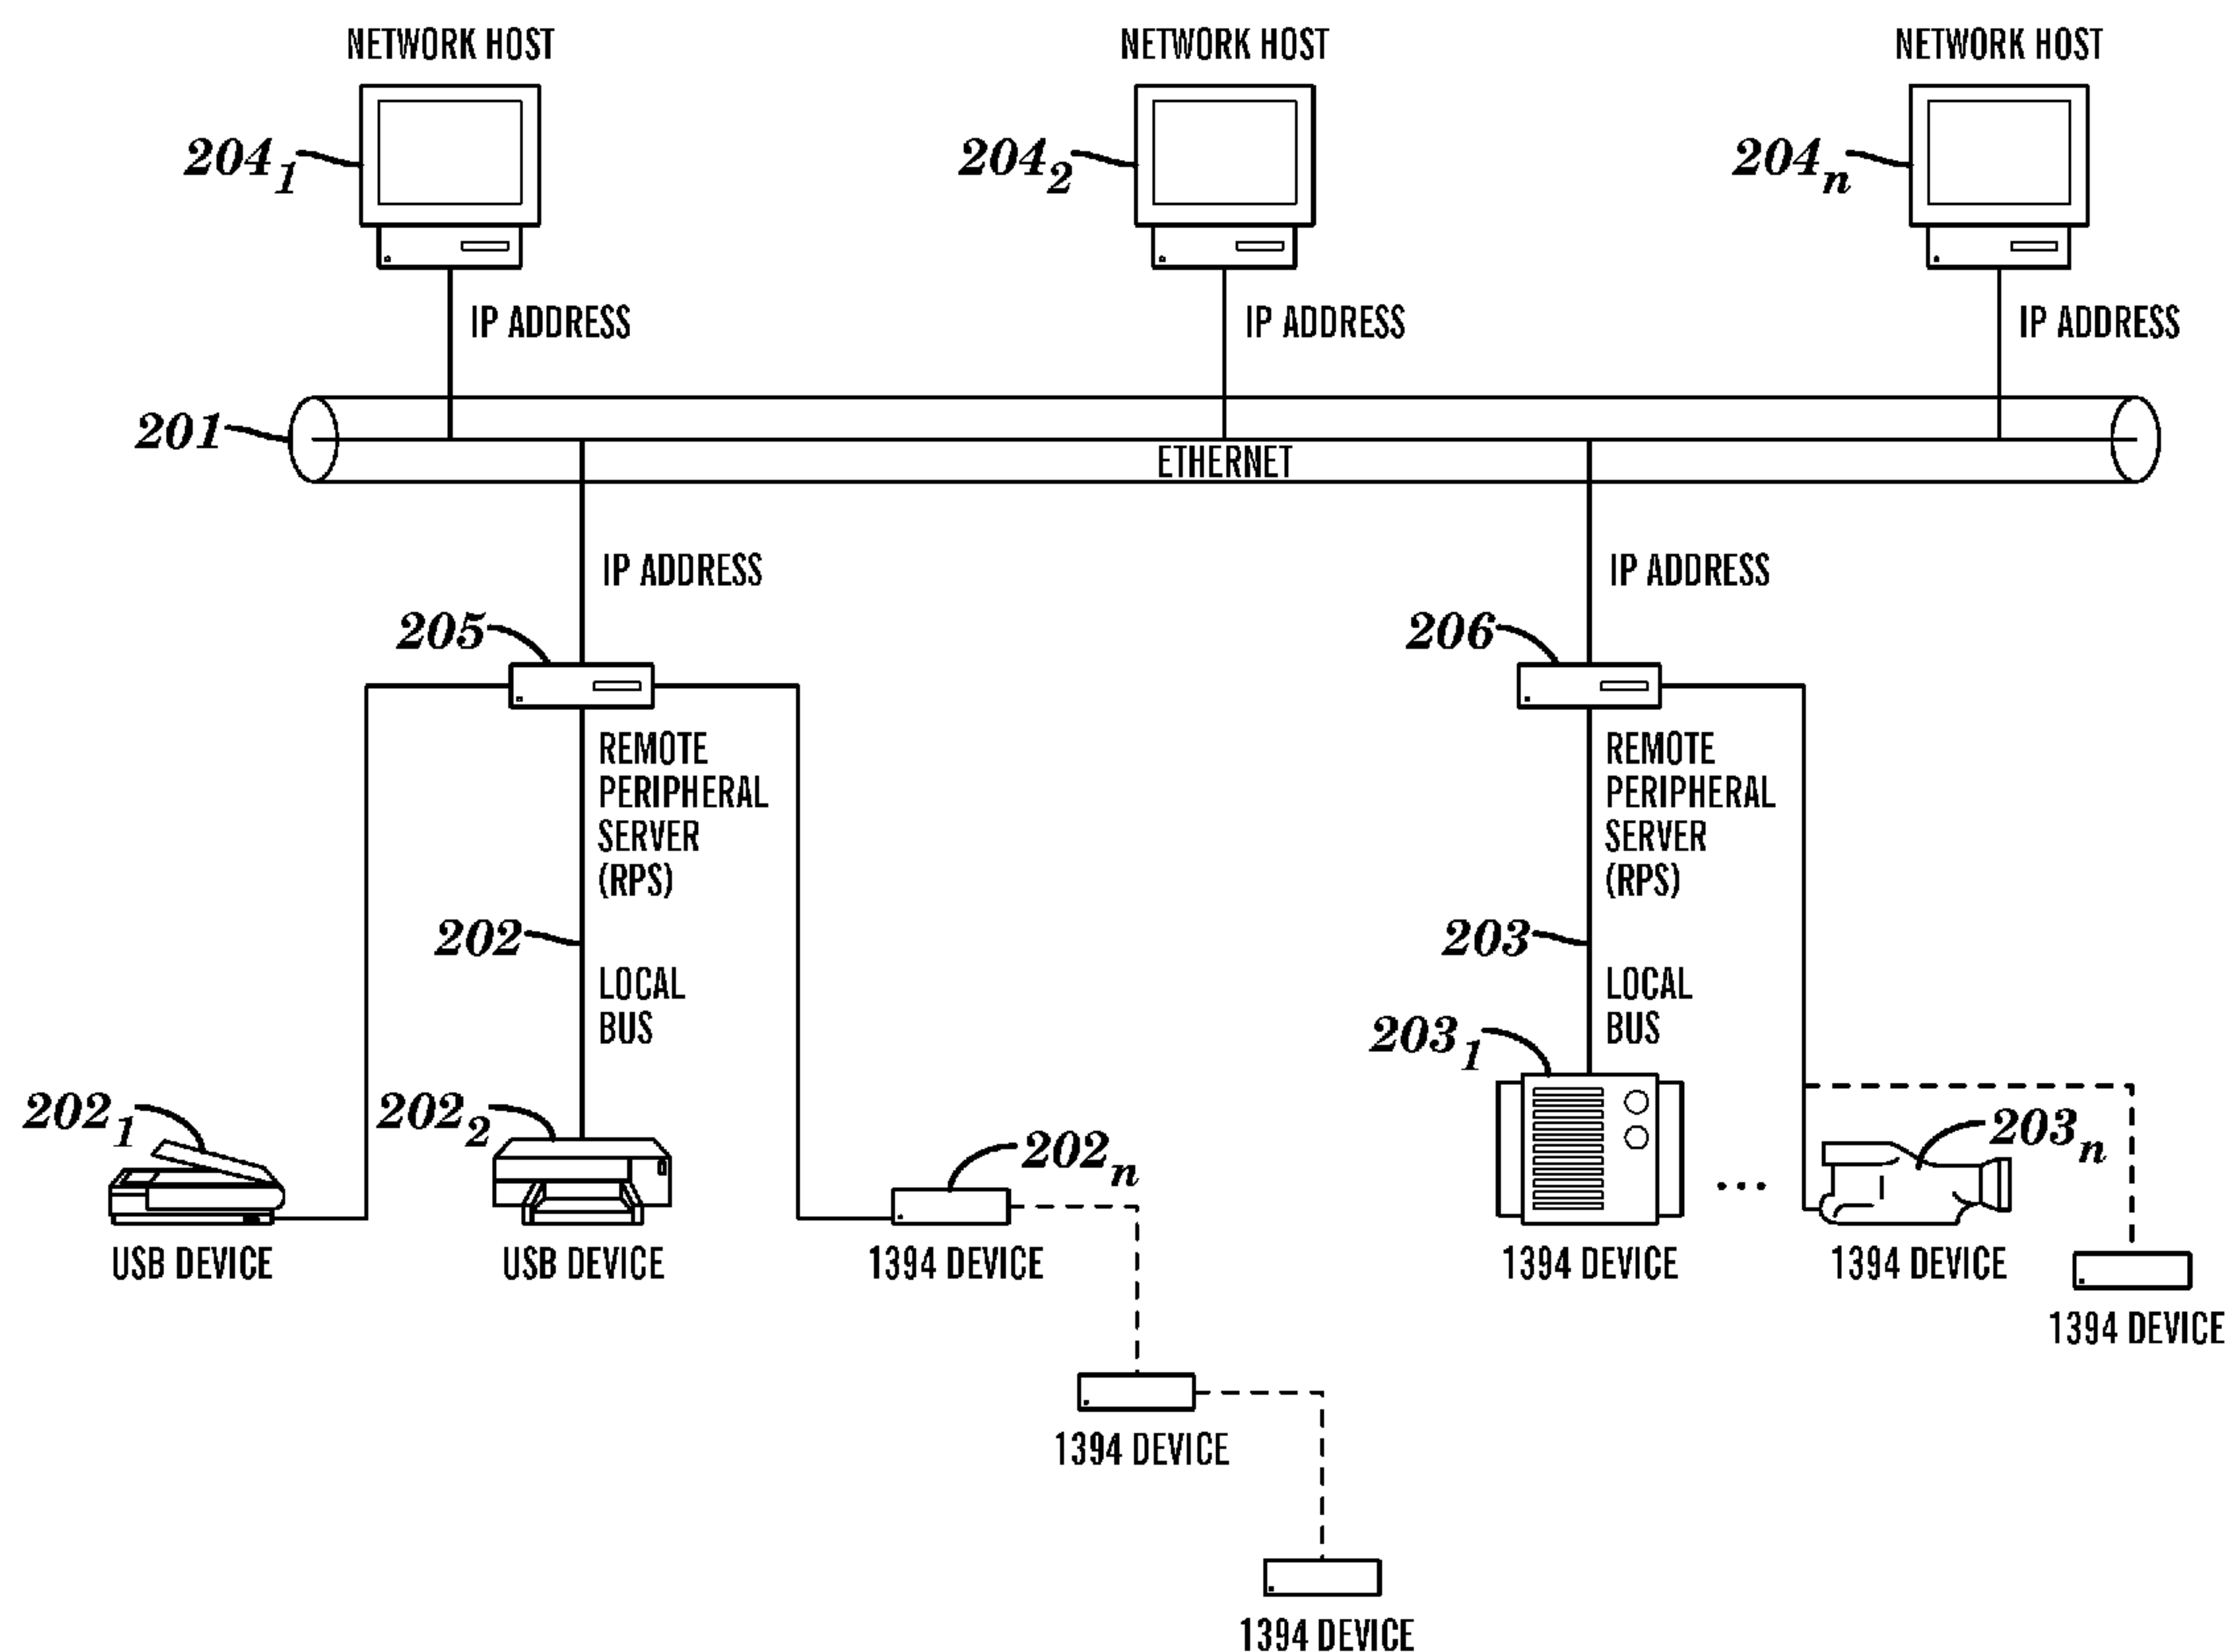 NETWORK HOST
NETWORK HOST
NETWORK HOST
204₁
204₂
204ₙ
IP ADDRESS
IP ADDRESS
IP ADDRESS
201
ETHERNET
IP ADDRESS
IP ADDRESS
205
206
REMOTE
PERIPHERAL
SERVER
(RPS)
REMOTE
PERIPHERAL
SERVER
(RPS)
202
203
LOCAL
BUS
LOCAL
BUS
203₁
202₁
202₂
202ₙ
203ₙ
...
USB DEVICE
USB DEVICE
1394 DEVICE
1394 DEVICE
1394 DEVICE
1394 DEVICE
1394 DEVICE
1394 DEVICE